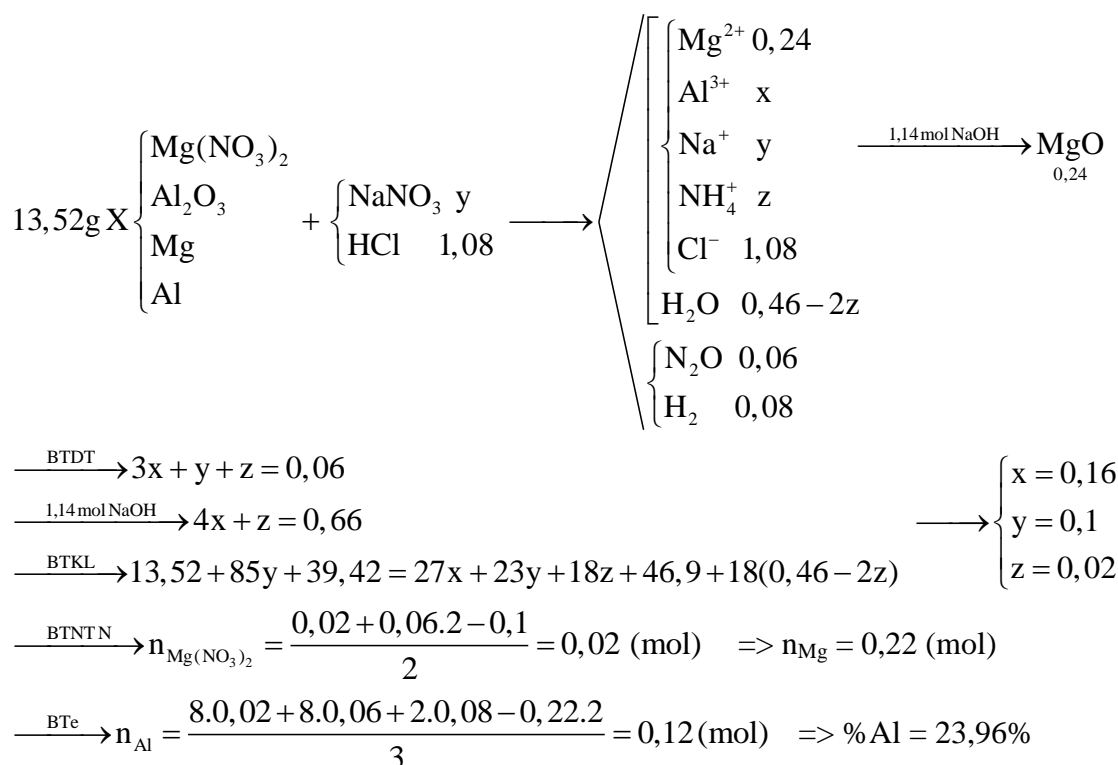 13,52g X { Mg(NO₃)₂ Al₂O₃ Mg Al + { NaNO₃ y HCl 1,08 ⟶
Mg²⁺ 0,24
Al³⁺ x
Na⁺ y
NH₄⁺ z
Cl⁻ 1,08
1,14 mol NaOH → MgO 0,24
H₂O 0,46 − 2z
N₂O 0,06
H₂ 0,08
BTDT → 3x + y + z = 0,06
1,14 mol NaOH → 4x + z = 0,66
BTKL → 13,52 + 85y + 39,42 = 27x + 23y + 18z + 46,9 + 18(0,46 − 2z)
⟶ { x = 0,16 y = 0,1 z = 0,02
BTNT N → n Mg(NO₃)₂ = (0,02 + 0,06.2 − 0,1) / 2 = 0,02 (mol) => nMg = 0,22 (mol)
BTe → n Al = (8.0,02 + 8.0,06 + 2.0,08 − 0,22.2) / 3 = 0,12 (mol) => %Al = 23,96%